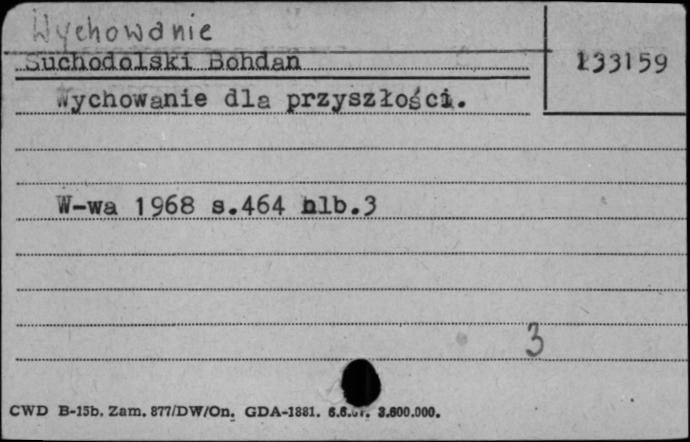 Wychowanie
Suchodolski Bohdan
133159
Wychowanie dla przyszłości.
W-wa 1968 s.464 nlb.3
3
CWD B-15b. Zam. 877/DW/On. GDA-1881. 3.600.000.